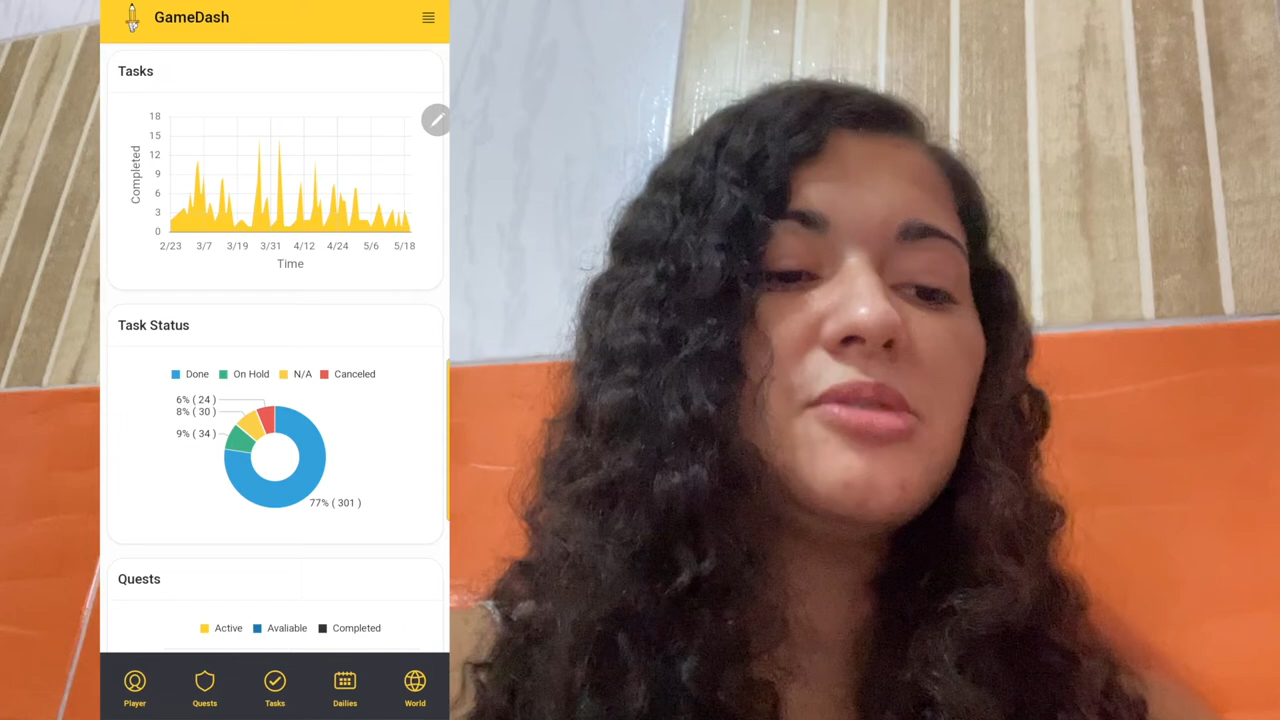 GameDash
Tasks
18
15
12
9
6
3
0
Completed
2/23 3/7 3/19 3/31 4/12 4/24 5/6 5/18
Time
Task Status
Done On Hold N/A Canceled
6% ( 24 )
8% ( 30 )
9% ( 34 )
77% ( 301 )
Quests
Active Avaliable Completed
Player Quests Tasks Dailies World